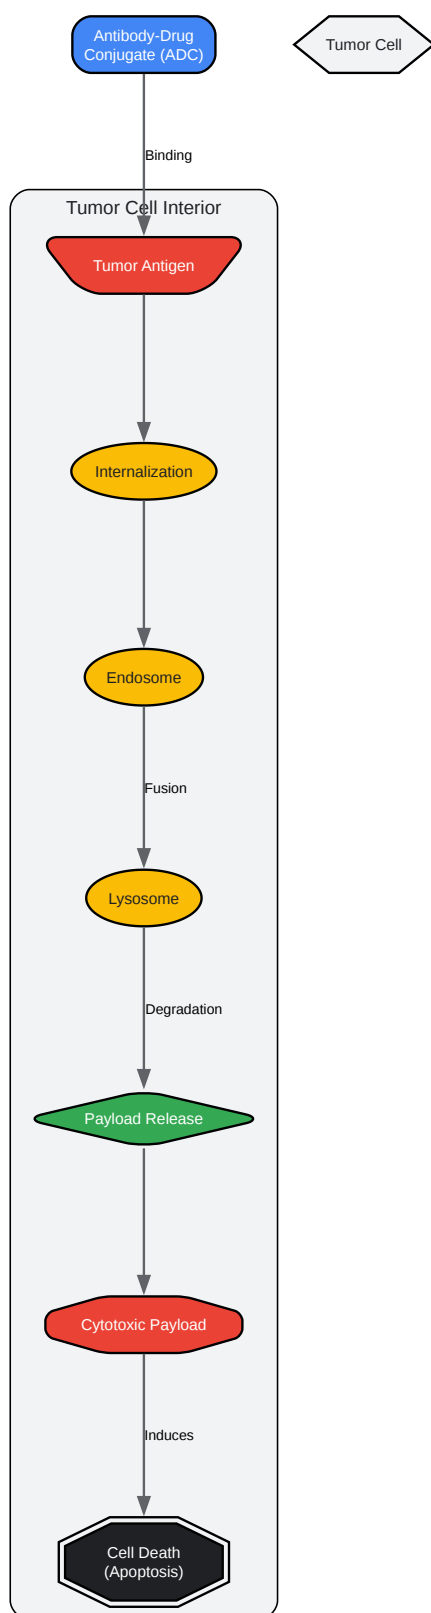 Antibody-Drug
Conjugate (ADC)
Tumor Cell
Binding
Tumor Cell Interior
Tumor Antigen
Internalization
Endosome
Fusion
Lysosome
Degradation
Payload Release
Cytotoxic Payload
Induces
Cell Death
(Apoptosis)